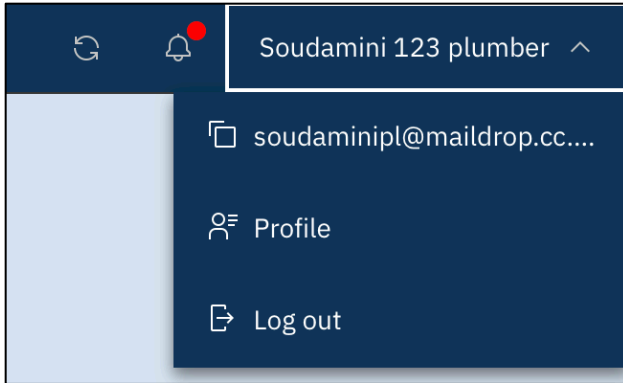 Soudamini 123 plumber
soudaminipl@maildrop.cc....
Profile
Log out